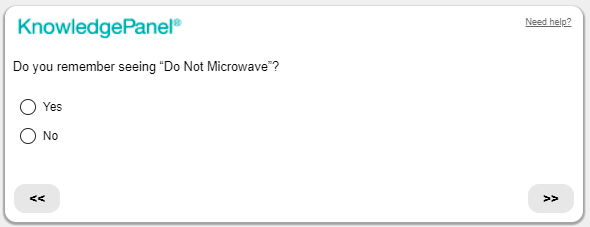 KnowledgePanel®
Need help?
Do you remember seeing “Do Not Microwave”?
Yes
No
<<
>>